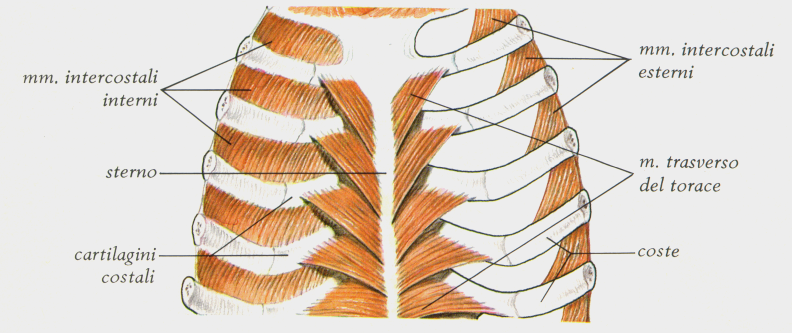 mm. intercostali
interni
sterno
cartilagini
costali
mm. intercostali
esterni
m. trasverso
del torace
coste